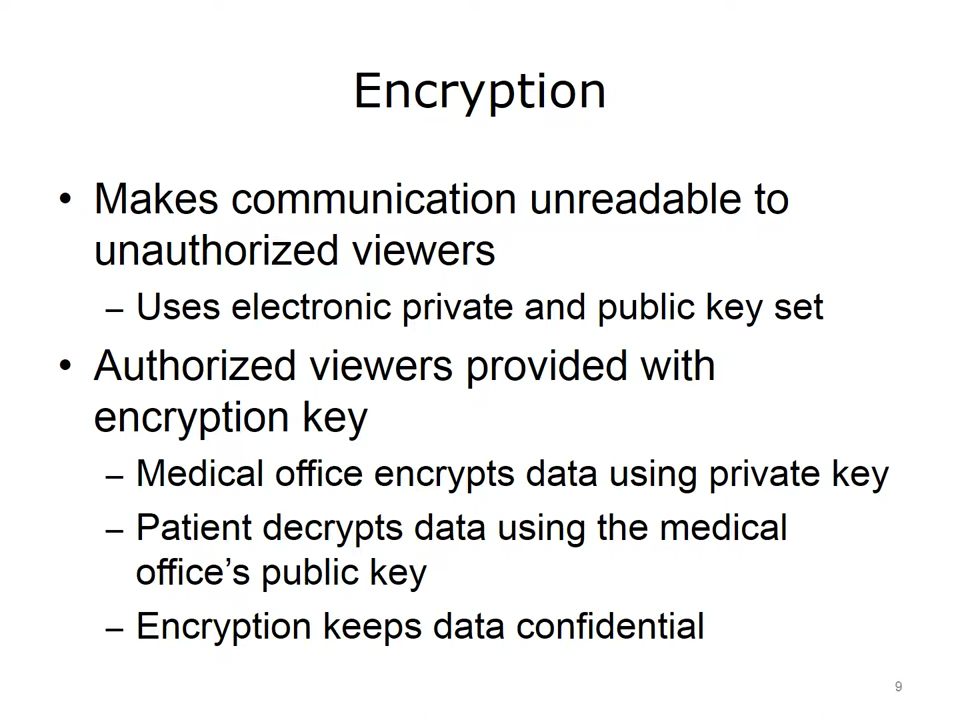 Encryption
• Makes communication unreadable to
unauthorized viewers
– Uses electronic private and public key set
• Authorized viewers provided with
encryption key
– Medical office encrypts data using private key
– Patient decrypts data using the medical
office’s public key
– Encryption keeps data confidential
9